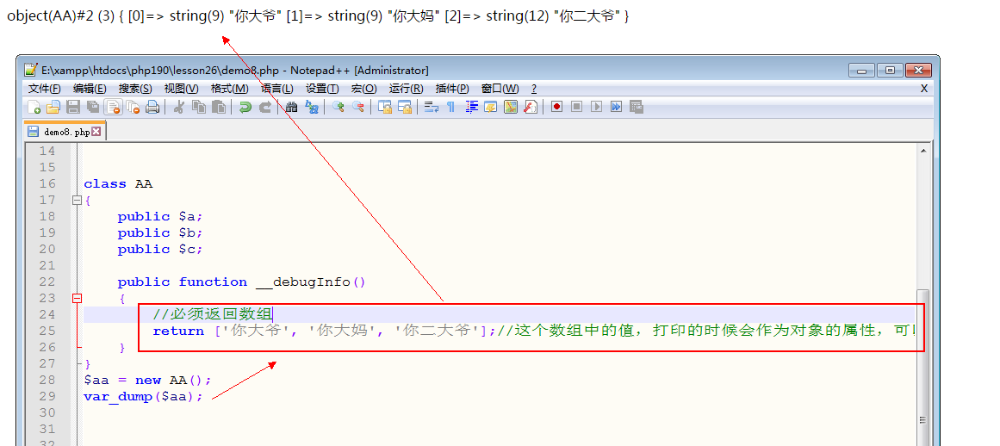 object(AA)#2 (3) { [0]=> string(9) "你大爷" [1]=> string(9) "你大妈" [2]=> string(12) "你二大爷" }
E:\xampp\htdocs\php190\lesson26\demo8.php - Notepad++ [Administrator]
文件(F) 编辑(E) 搜索(S) 视图(V) 格式(M) 语言(L) 设置(T) 宏(O) 运行(R) 插件(P) 窗口(W) ? X
demo8.php
14
15
16 class AA
17 {
18 public $a;
19 public $b;
20 public $c;
21
22 public function __debugInfo()
23 {
24 //必须返回数组
25 return ['你大爷', '你大妈', '你二大爷'];//这个数组中的值，打印的时候会作为对象的属性，可
26 }
27 }
28 $aa = new AA();
29 var_dump($aa);
30
31
32